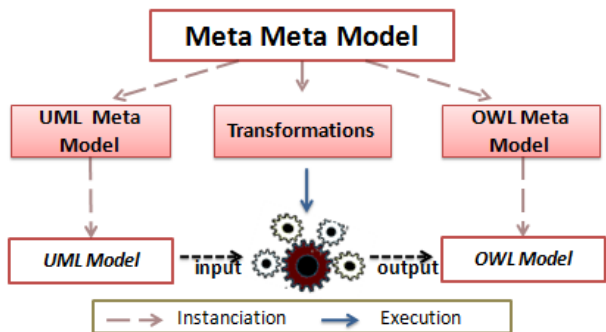 Meta Meta Model
UML Meta
Model
Transformations
OWL Meta
Model
UML Model
input
output
OWL Model
Instanciation
Execution